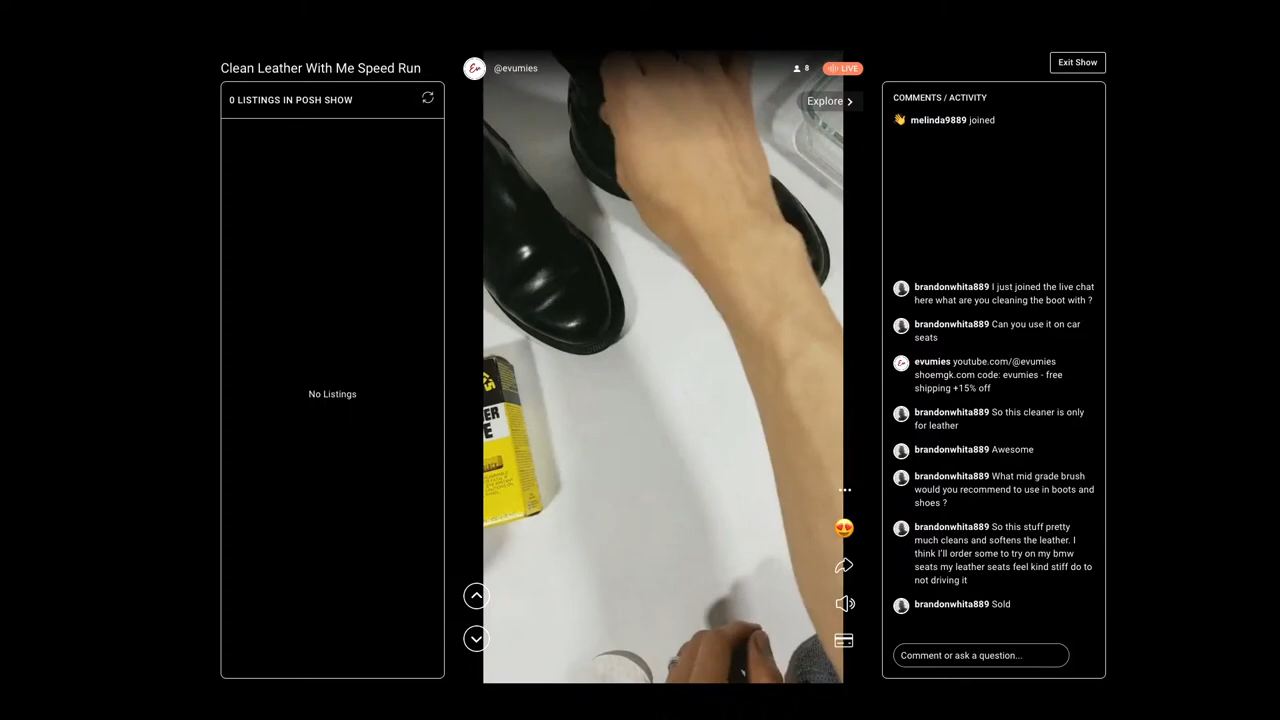 Clean Leather With Me Speed Run
0 LISTINGS IN POSH SHOW
No Listings
Ev
@evumies
8
LIVE
Explore
Exit Show
COMMENTS / ACTIVITY
melinda9889 joined
brandonwhita889 I just joined the live chat
here what are you cleaning the boot with ?
brandonwhita889 Can you use it on car
seats
evumies youtube.com/@evumies
shoemgk.com code: evumies - free
shipping +15% off
brandonwhita889 So this cleaner is only
for leather
brandonwhita889 Awesome
brandonwhita889 What mid grade brush
would you recommend to use in boots and
shoes ?
brandonwhita889 So this stuff pretty
much cleans and softens the leather. I
think I'll order some to try on my bmw
seats my leather seats feel kind stiff do to
not driving it
brandonwhita889 Sold
Comment or ask a question...